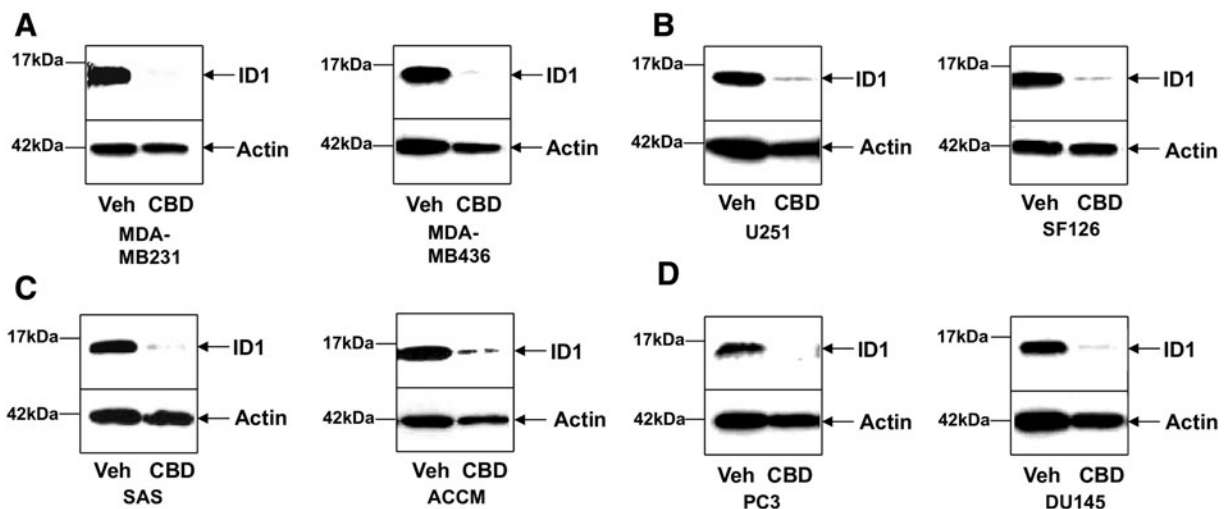 A
17kDa
ID1
42kDa
Actin
Veh CBD
MDA-
MB231
17kDa
ID1
42kDa
Actin
Veh CBD
MDA-
MB436
B
17kDa
ID1
42kDa
Actin
Veh CBD
U251
17kDa
ID1
42kDa
Actin
Veh CBD
SF126
C
17kDa
ID1
42kDa
Actin
Veh CBD
SAS
17kDa
ID1
42kDa
Actin
Veh CBD
ACCM
D
17kDa
ID1
42kDa
Actin
Veh CBD
PC3
17kDa
ID1
42kDa
Actin
Veh CBD
DU145